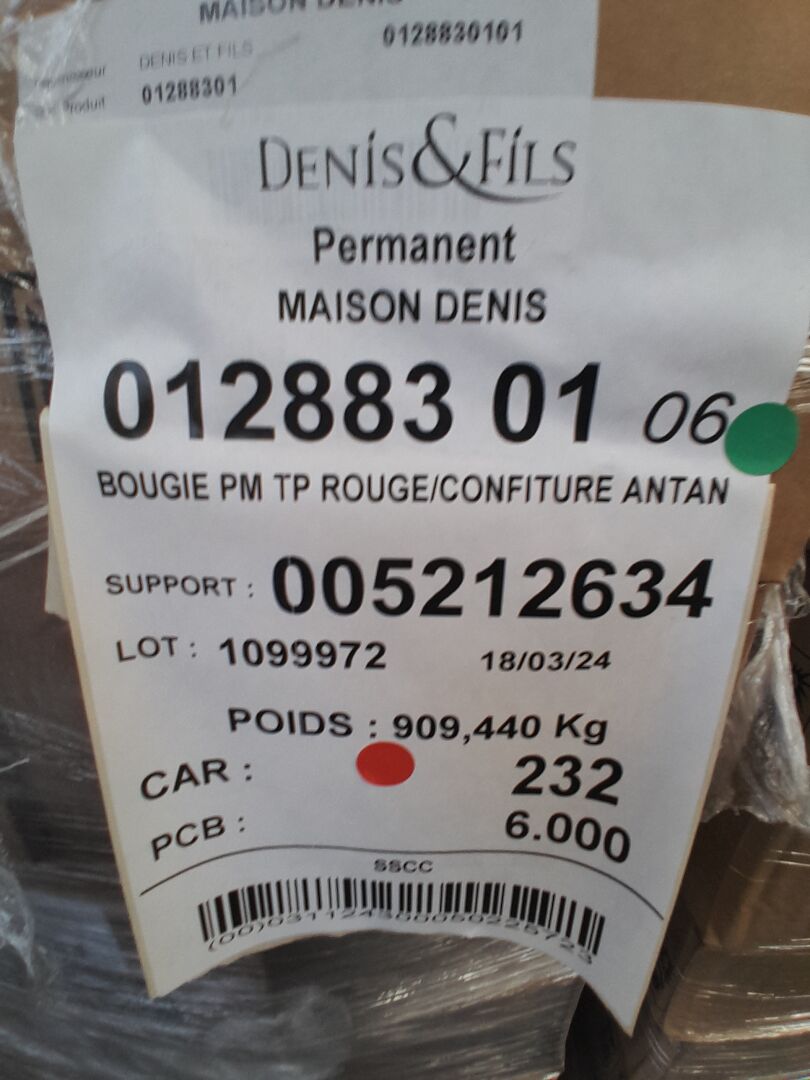 MAISON DENIS
DENIS ET FILS 0128830101
01288301
DENIS&FILS
Permanent
MAISON DENIS
012883 01 06
BOUGIE PM TP ROUGE/CONFITURE ANTAN
SUPPORT : 005212634
LOT : 1099972 18/03/24
POIDS : 909,440 Kg
CAR : 232
PCB : 6.000
SSCC